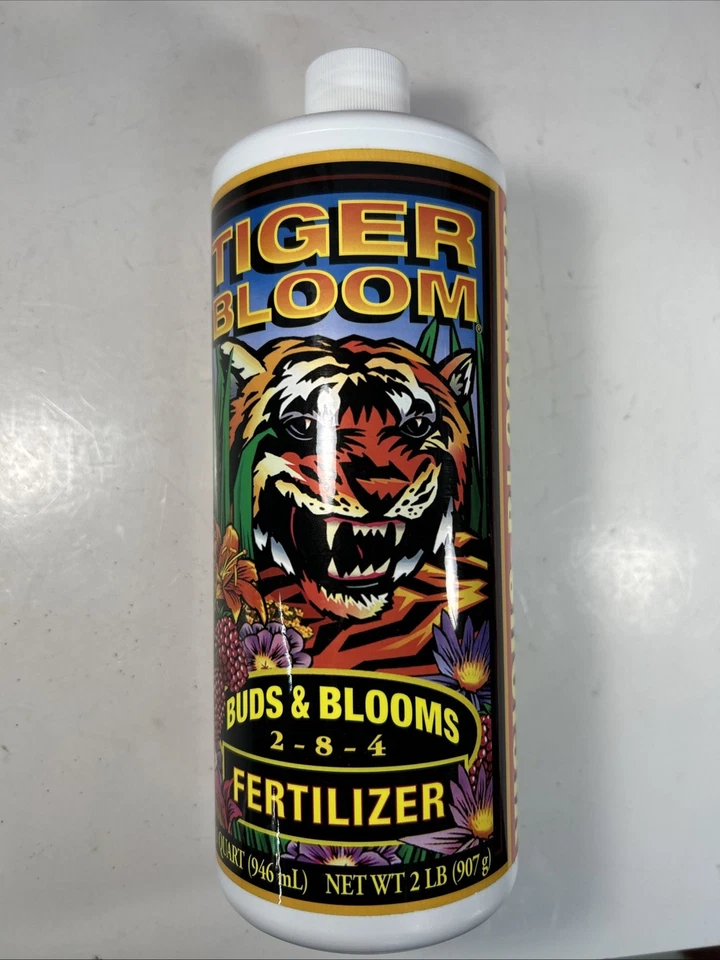 TIGER
BLOOM®
BUDS & BLOOMS
2-8-4
FERTILIZER
QUART (946 mL) NET WT 2 LB (907 g)